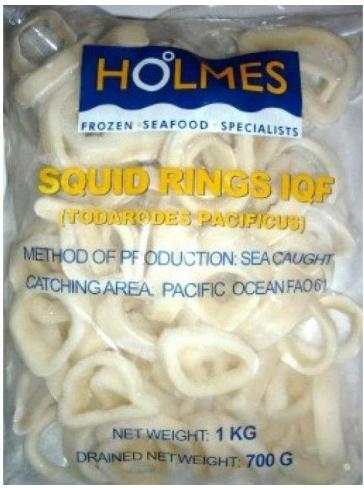 HOLMES
FROZEN SEAFOOD SPECIALISTS
SQUID RINGS IQF
(TODARODES PACIFICUS)
METHOD OF PRODUCTION: SEA CAUGHT
CATCHING AREA: PACIFIC OCEAN FAO 61
NET WEIGHT: 1 KG
DRAINED NET WEIGHT: 700 G